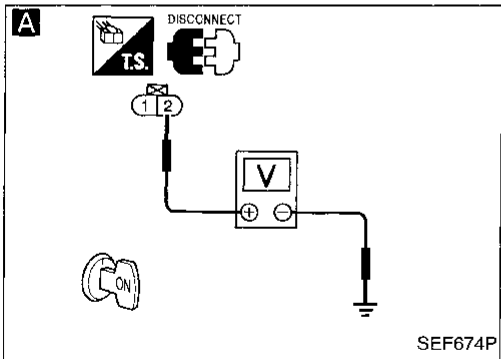 A
DISCONNECT
T.S.
1 2
V
+ −
ON
SEF674P